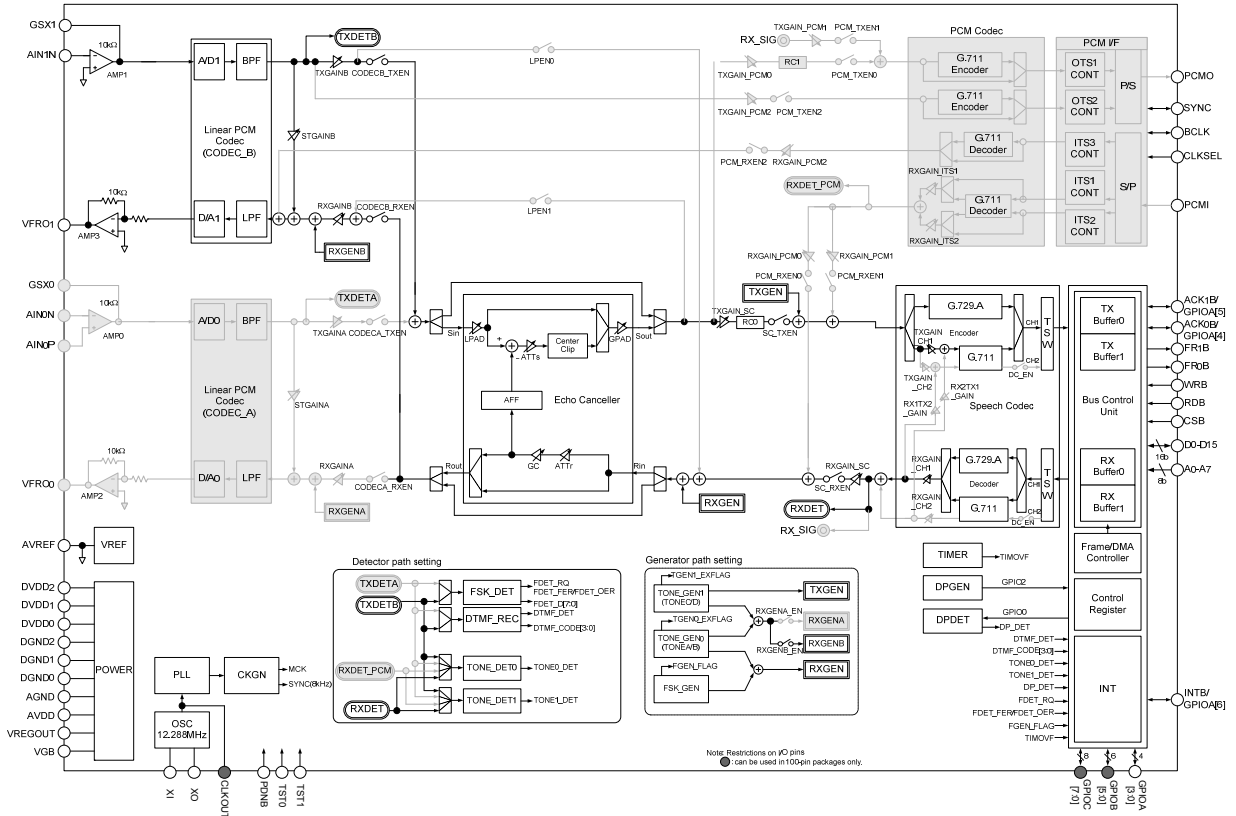 GSX1
AIN1N
10kΩ
AMP1
A/D1
BPF
Linear PCM
Codec
(CODEC_B)
D/A1
LPF
TXDETB
TXGAINB
CODECB_TXEN
STGAINB
LPEN0
TXGAIN_PCM1
PCM_TXEN1
RX_SIG
TXGAIN_PCM0
RC1
PCM_TXEN0
TXGAIN_PCM2
PCM_TXEN2
PCM_RXEN2
RXGAIN_PCM2
PCM Codec
G.711
Encoder
G.711
Encoder
G.711
Decoder
RXGAIN_ITS1
G.711
Decoder
RXGAIN_ITS2
PCM I/F
OTS1
CONT
OTS2
CONT
P/S
ITS3
CONT
ITS1
CONT
ITS2
CONT
S/P
PCMO
SYNC
BCLK
CLKSEL
PCMI
VFRO1
10kΩ
AMP3
RXGAINB
CODECB_RXEN
RXGENB
LPEN1
RXDET_PCM
RXGAIN_PCM0
RXGAIN_PCM1
PCM_RXEN0
PCM_RXEN1
GSX0
AIN0N
AIN0P
10kΩ
AMP0
A/D0
BPF
Linear PCM
Codec
(CODEC_A)
D/A0
LPF
TXDETA
TXGAINA
CODECA_TXEN
STGAINA
RXGAINA
CODECA_RXEN
RXGENA
VFRO0
10kΩ
AMP2
Sin
LPAD
+
-
ATTs
Center
Clip
GPAD
Sout
AFF
Echo Canceller
GC
ATTr
Rout
Rin
TXGEN
TXGAIN_SC
RC0
SC_TXEN
RXGEN
RXGAIN_SC
SC_RXEN
RXDET
RX_SIG
G.729.A
Encoder
TXGAIN
_CH1
G.711
CH1
CH2
DC_EN
T
S
W
TXGAIN
_CH2
RX2TX1
_GAIN
RX1TX2
_GAIN
Speech Codec
RXGAIN
_CH1
G.729.A
Decoder
G.711
RXGAIN
_CH2
CH1
CH2
DC_EN
T
S
W
TX
Buffer0
TX
Buffer1
Bus Control
Unit
RX
Buffer0
RX
Buffer1
Frame/DMA
Controller
Control
Register
INT
ACK1B/
GPIOA[5]
ACK0B/
GPIOA[4]
FR1B
FR0B
WRB
RDB
CSB
D0-D15
16b
A0-A7
8b
INTB/
GPIOA[6]
AVREF
VREF
DVDD2
DVDD1
DVDD0
DGND2
DGND1
DGND0
AGND
AVDD
VREGOUT
VGB
POWER
PLL
CKGN
MCK
SYNC(8kHz)
OSC
12.288MHz
XI
XO
CLKOUT
PDNB
TST0
TST1
Detector path setting
TXDETA
TXDETB
RXDET_PCM
RXDET
FSK_DET
FDET_RQ
FDET_FER/FDET_OER
FDET_D[7:0]
DTMF_REC
DTMF_DET
DTMF_CODE[3:0]
TONE_DET0
TONE0_DET
TONE_DET1
TONE1_DET
Generator path setting
TGEN1_EXFLAG
TONE_GEN1
(TONEC/D)
TGEN0_EXFLAG
TONE_GEN0
(TONEA/B)
FGEN_FLAG
FSK_GEN
TXGEN
RXGENA_EN
RXGENA
RXGENB_EN
RXGENB
RXGEN
TIMER
TIMOVF
DPGEN
GPIO2
DPDET
GPIO0
DP_DET
DTMF_DET
DTMF_CODE[3:0]
TONE0_DET
TONE1_DET
DP_DET
FDET_RQ
FDET_FER/FDET_OER
FGEN_FLAG
TIMOVF
Note: Restrictions on I/O pins
: can be used in 100-pin packages only.
8
6
4
GPIOC
[7:0]
GPIOB
[5:0]
GPIOA
[3:0]